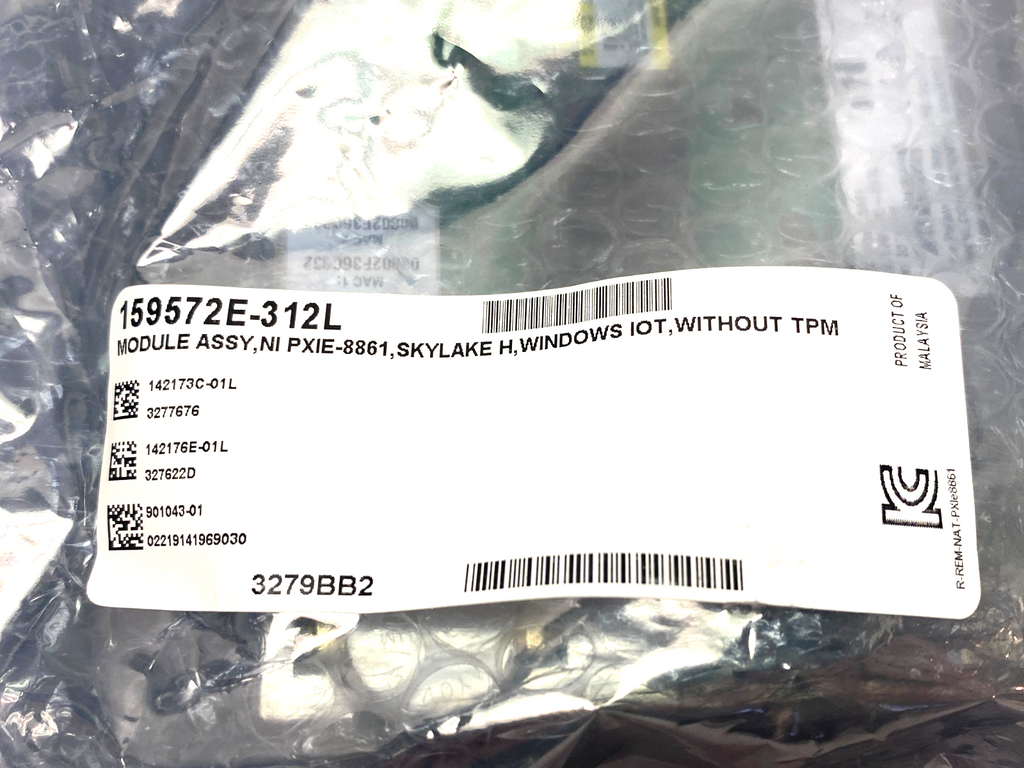 159572E-312L
MODULE ASSY,NI PXIE-8861,SKYLAKE H,WINDOWS IOT,WITHOUT TPM
PRODUCT OF
MALAYSIA
142173C-01L
3277676
142176E-01L
327622D
901043-01
02219141969030
3279BB2
R-REM-NAT-PXIe8861